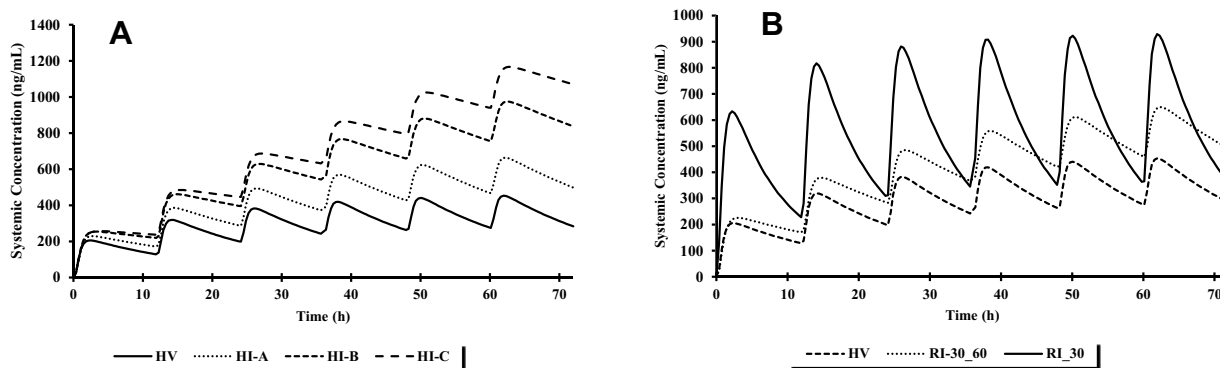 A
Systemic Concentration (ng/mL)
1400
1200
1000
800
600
400
200
0
0 10 20 30 40 50 60 70
Time (h)
HV HI-A HI-B HI-C
B
Systemic Concentration (ng/mL)
1000
900
800
700
600
500
400
300
200
100
0
0 10 20 30 40 50 60 70
Time (h)
HV RI-30_60 RI_30